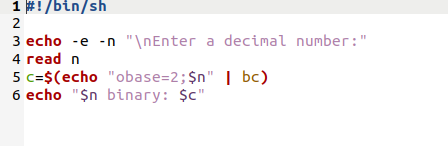 1 #!/bin/sh
2
3 echo -e -n "\nEnter a decimal number:"
4 read n
5 c=$(echo "obase=2;$n" | bc)
6 echo "$n binary: $c"